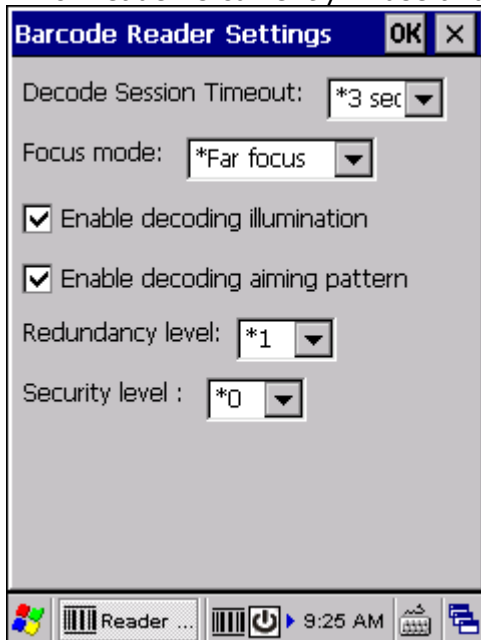 Barcode Reader Settings OK ×
Decode Session Timeout: *3 sec
Focus mode: *Far focus
Enable decoding illumination
Enable decoding aiming pattern
Redundancy level: *1
Security level : *0
Reader ... 9:25 AM